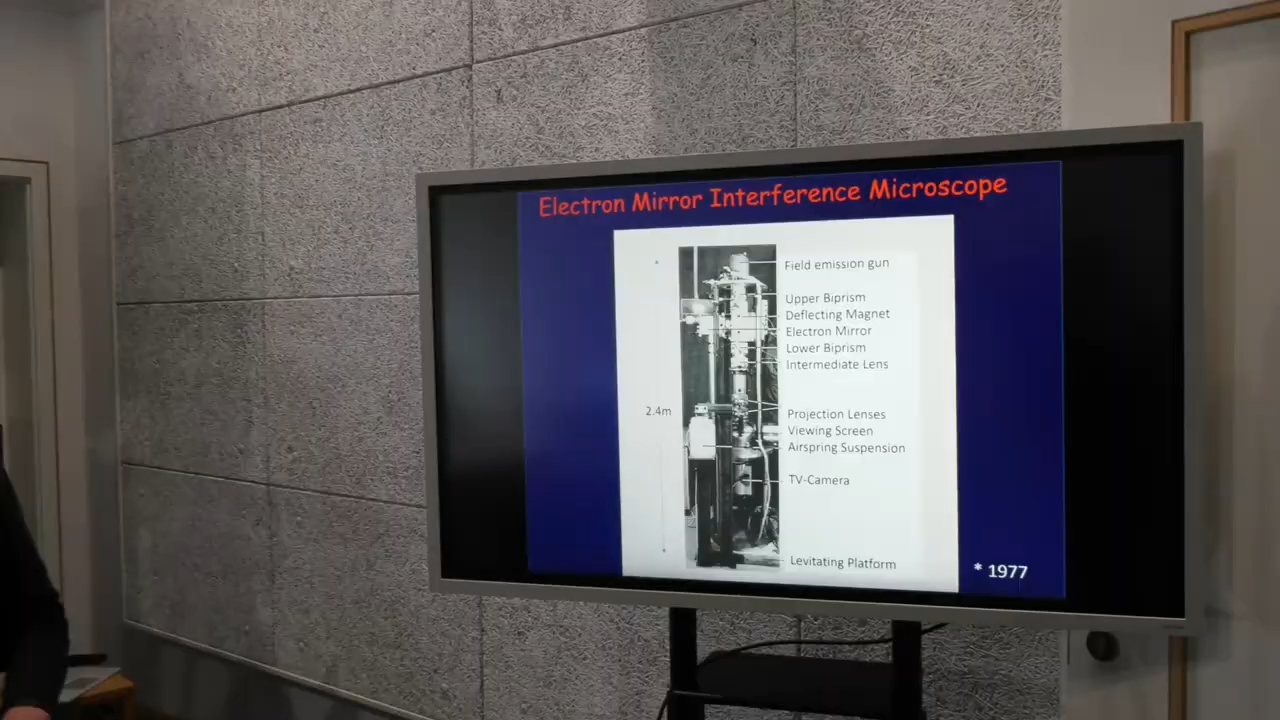 Electron Mirror Interference Microscope
Field emission gun
Upper Biprism
Deflecting Magnet
Electron Mirror
Lower Biprism
Intermediate Lens
2.4m
Projection Lenses
Viewing Screen
Airspring Suspension
TV-Camera
Levitating Platform
* 1977